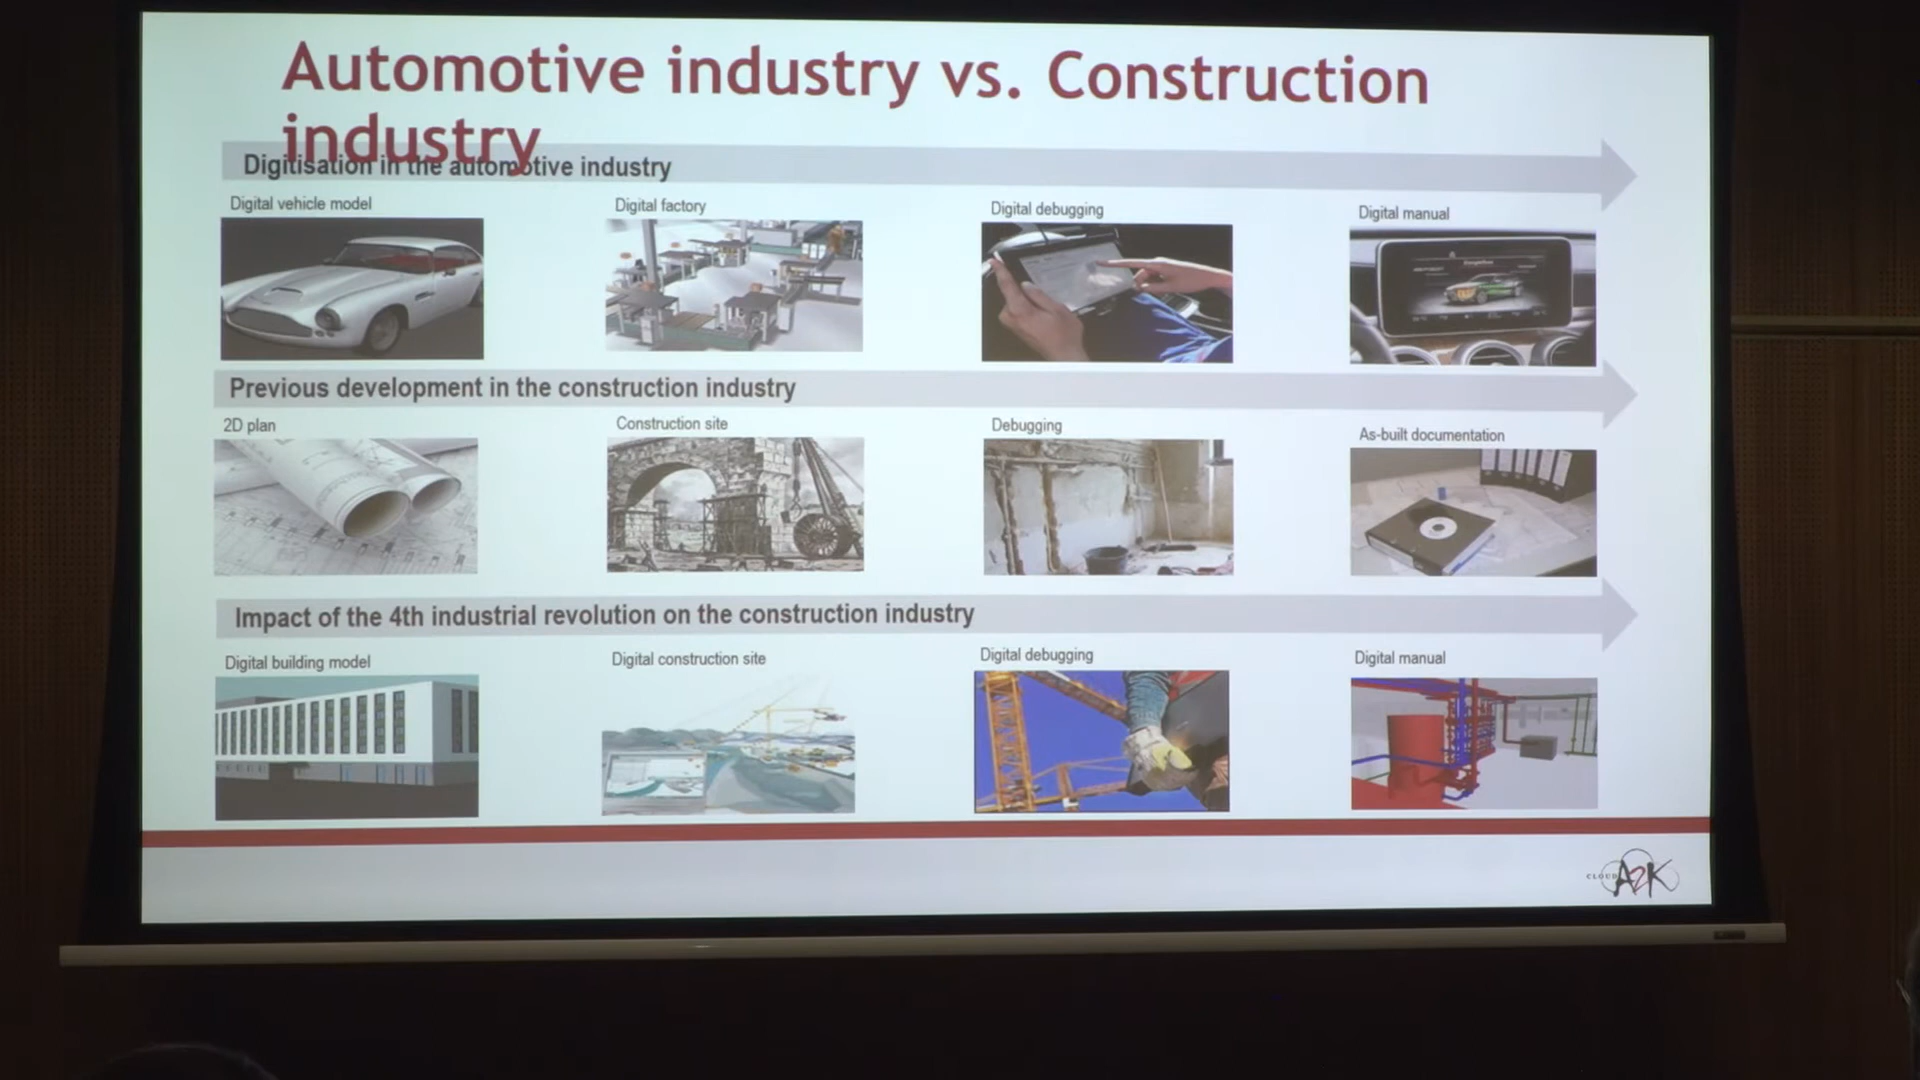 Automotive industry vs. Construction
industry
Digitisation in the automotive industry
Digital vehicle model
Digital factory
Digital debugging
Digital manual
Previous development in the construction industry
2D plan
Construction site
Debugging
As-built documentation
Impact of the 4th industrial revolution on the construction industry
Digital building model
Digital construction site
Digital debugging
Digital manual
CLOUD A2K